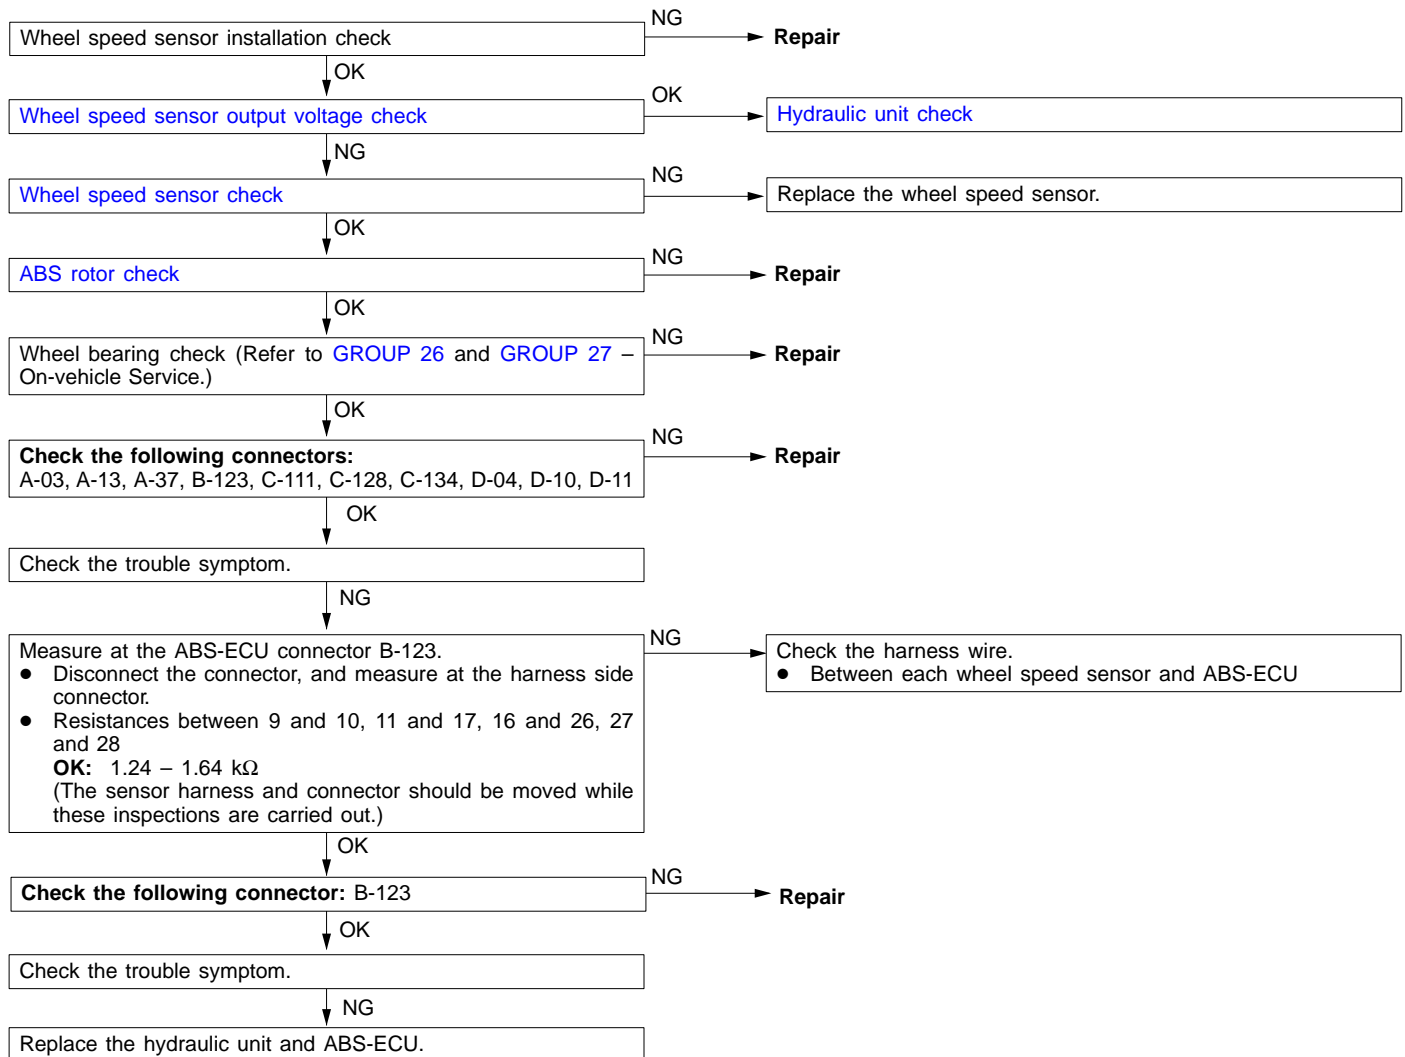 NG
Wheel speed sensor installation check
Repair
OK
OK
Wheel speed sensor output voltage check
Hydraulic unit check
NG
NG
Wheel speed sensor check
Replace the wheel speed sensor.
OK
NG
ABS rotor check
Repair
OK
NG
Wheel bearing check (Refer to GROUP 26 and GROUP 27 –
On-vehicle Service.)
Repair
OK
NG
Check the following connectors:
A-03, A-13, A-37, B-123, C-111, C-128, C-134, D-04, D-10, D-11
Repair
OK
Check the trouble symptom.
NG
NG
Measure at the ABS-ECU connector B-123.
● Disconnect the connector, and measure at the harness side
connector.
● Resistances between 9 and 10, 11 and 17, 16 and 26, 27
and 28
OK: 1.24 – 1.64 kΩ
(The sensor harness and connector should be moved while
these inspections are carried out.)
Check the harness wire.
● Between each wheel speed sensor and ABS-ECU
OK
NG
Check the following connector: B-123
Repair
OK
Check the trouble symptom.
NG
Replace the hydraulic unit and ABS-ECU.